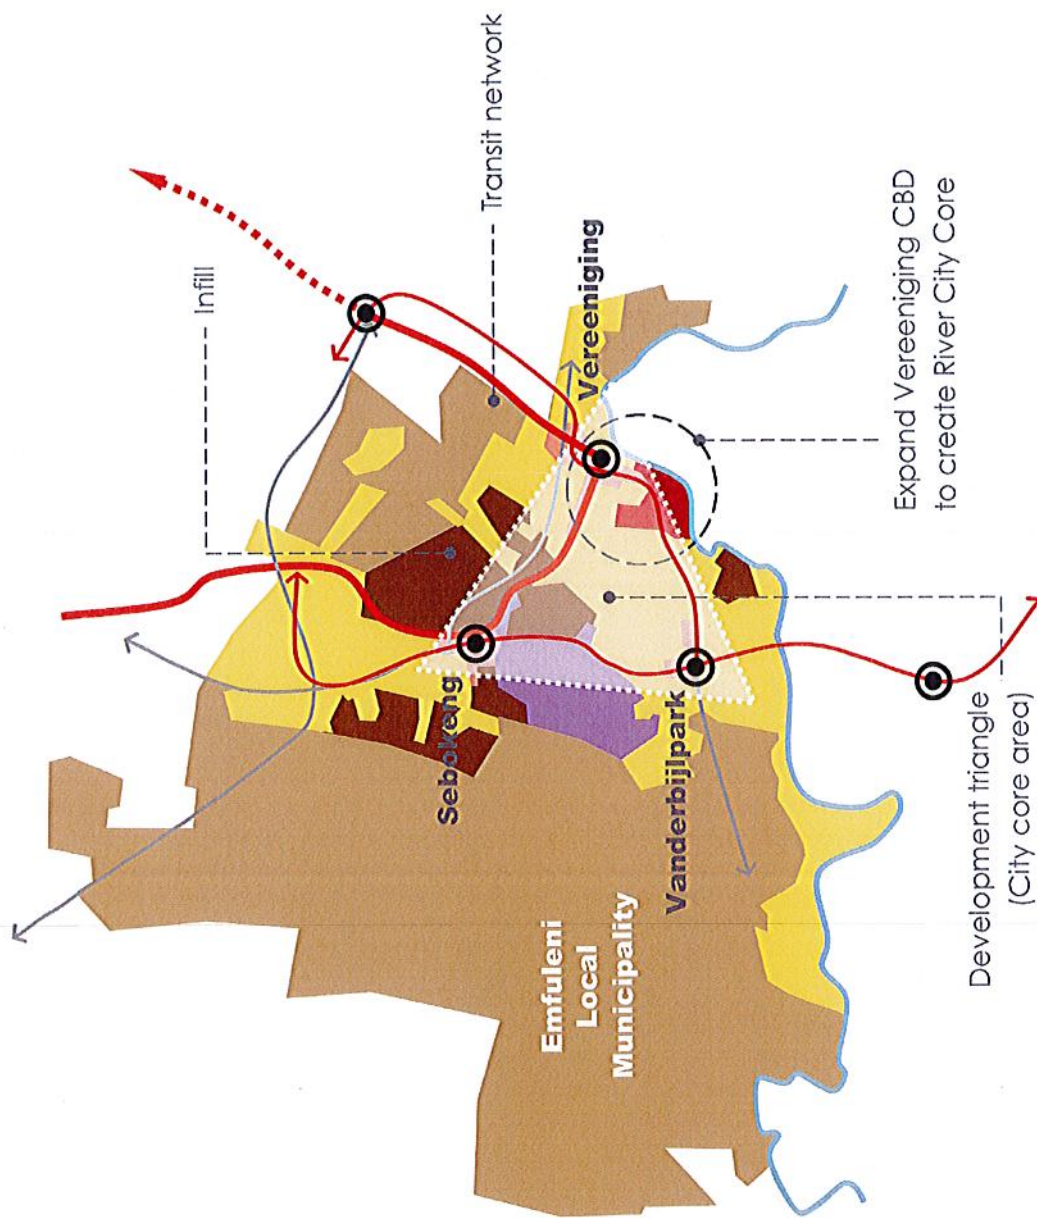 Infill
Transit network
Vereeniging
Sebokeng
Vanderbijlpark
Emfuleni
Local
Municipality
Expand Vereeniging CBD
to create River City Core
Development triangle
(City core area)